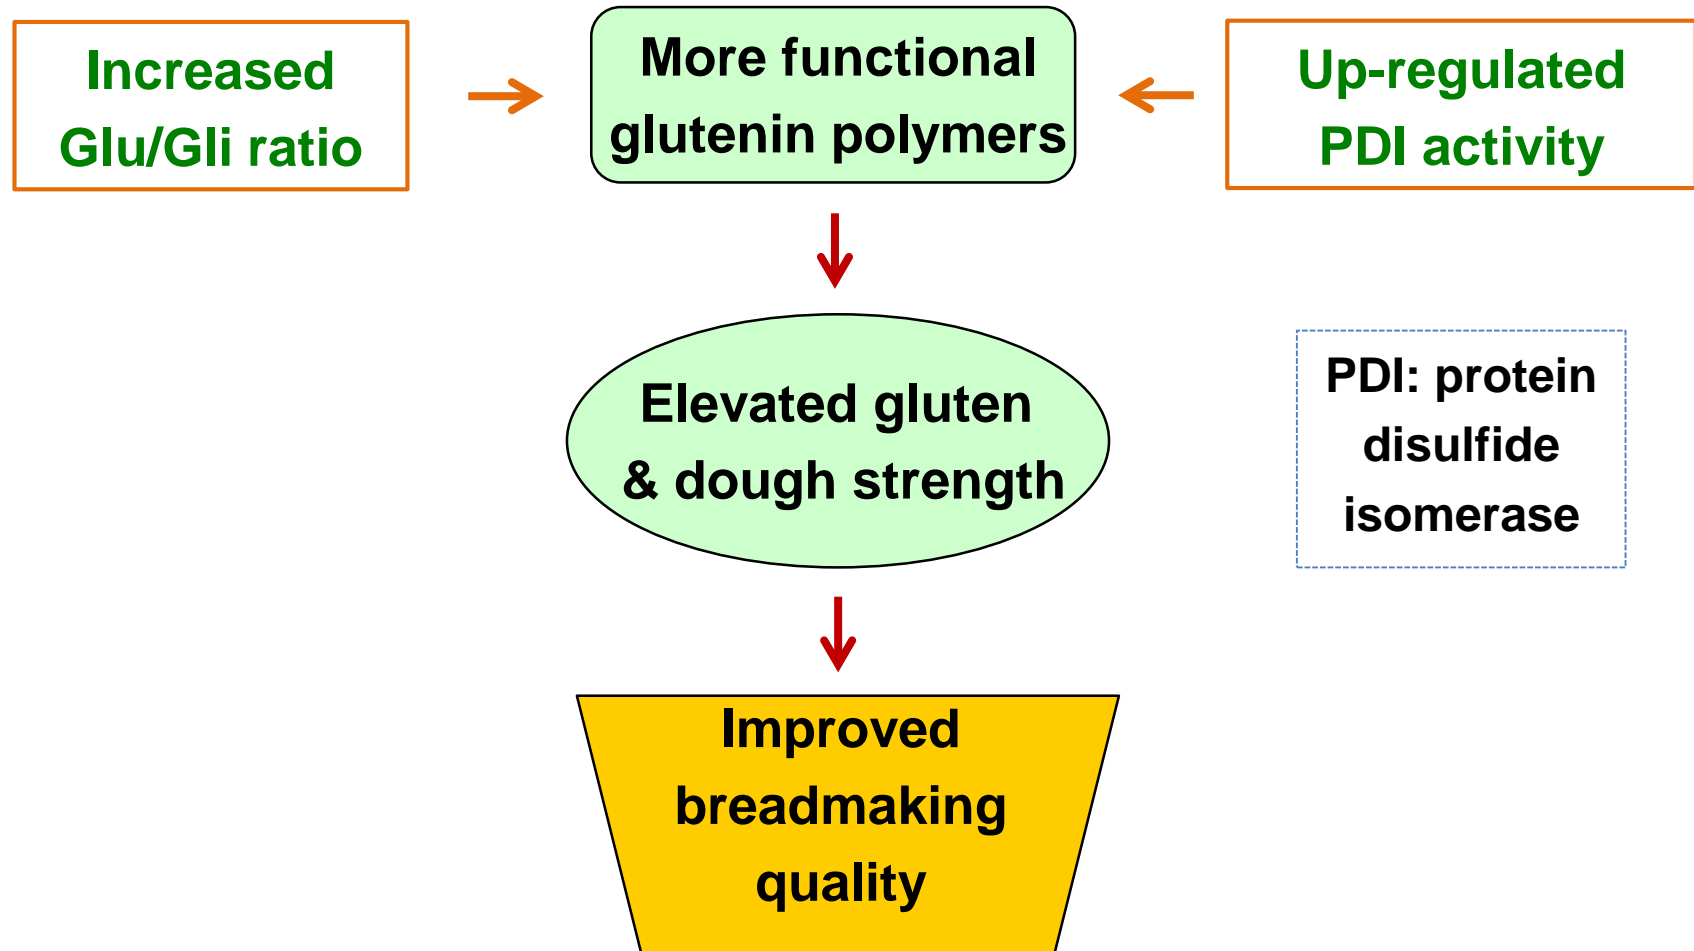 Increased
Glu/Gli ratio
More functional
glutenin polymers
Up-regulated
PDI activity
Elevated gluten
& dough strength
PDI: protein
disulfide
isomerase
Improved
breadmaking
quality